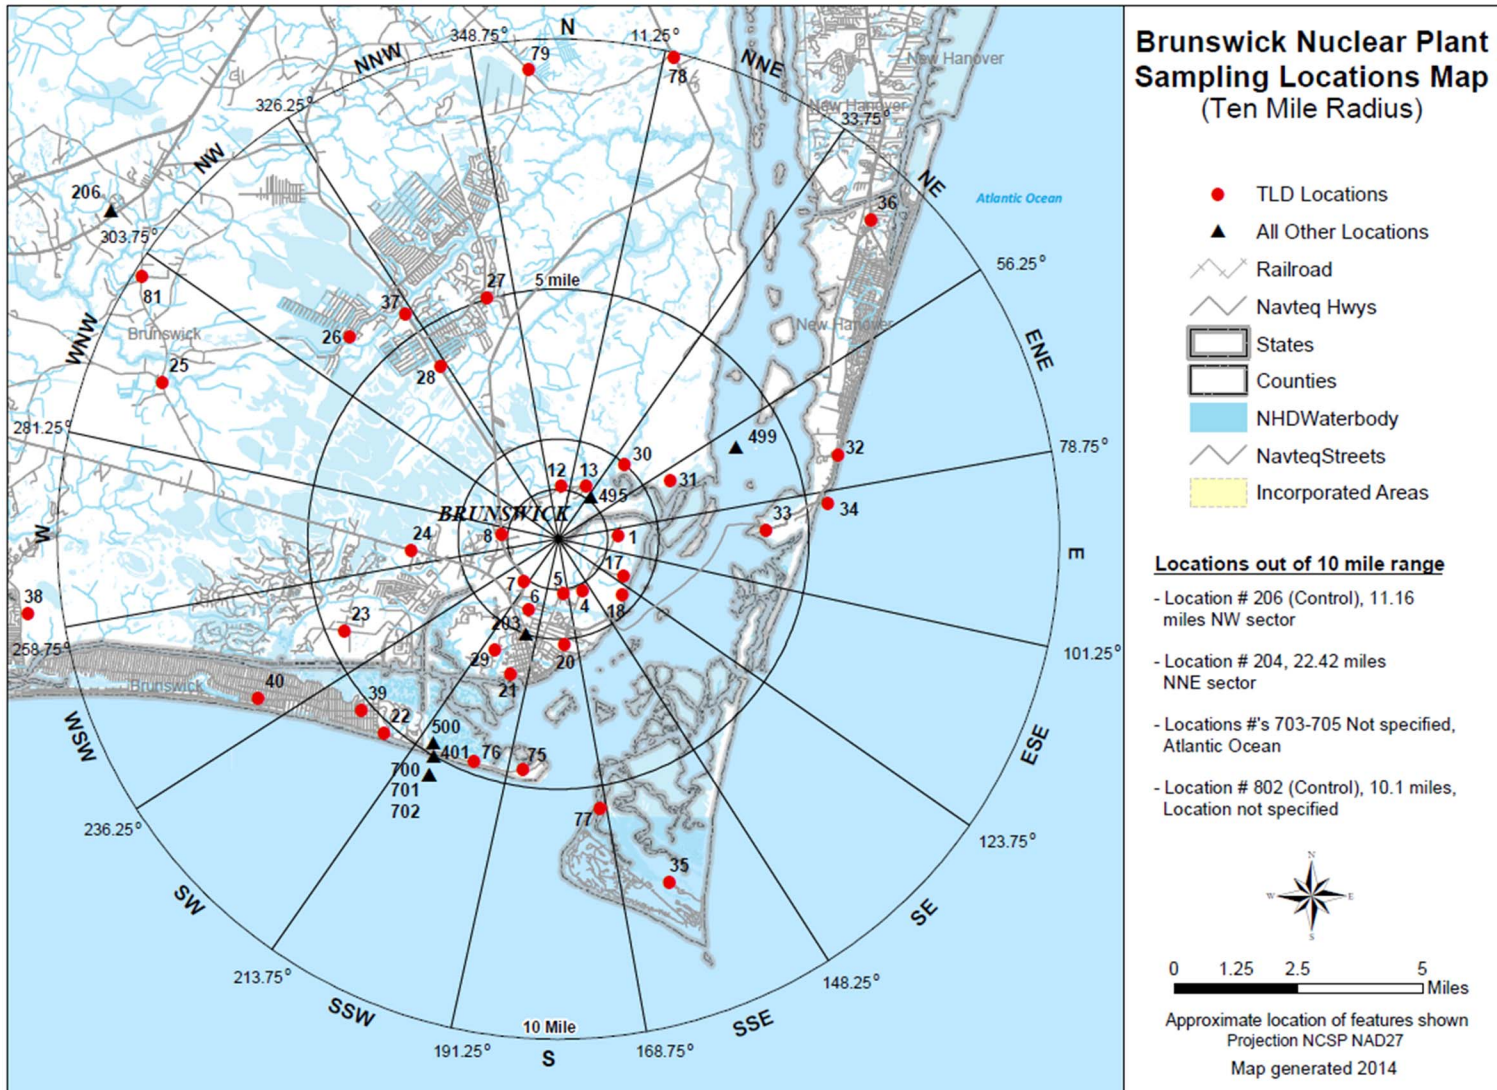 Brunswick Nuclear Plant
Sampling Locations Map
(Ten Mile Radius)
TLD Locations
All Other Locations
Railroad
Navteq Hwys
States
Counties
NHDWaterbody
NavteqStreets
Incorporated Areas
Locations out of 10 mile range
- Location # 206 (Control), 11.16
miles NW sector
- Location # 204, 22.42 miles
NNE sector
- Locations #'s 703-705 Not specified,
Atlantic Ocean
- Location # 802 (Control), 10.1 miles,
Location not specified
N
W E
S
0 1.25 2.5 5
Miles
Approximate location of features shown
Projection NCSP NAD27
Map generated 2014
N
348.75°
11.25°
NNW
79
78
NNE
New Hanover
326.25°
New Hanover
33.75°
NW
NE
206
Atlantic Ocean
36
303.75°
56.25°
81
27
5 mile
37
Brunswick
26
New Hanover
WNW
ENE
25
28
281.25°
499
78.75°
32
30
12
13
31
495
BRUNSWICK
34
33
W
8
1
E
24
17
5
7
38
6
4
18
23
203
258.75°
101.25°
29
20
Brunswick
40
21
39
22
500
WSW
ESE
401
76
75
700
701
702
77
236.25°
123.75°
35
SW
SE
213.75°
148.25°
SSW
SSE
10 Mile
191.25°
S
168.75°